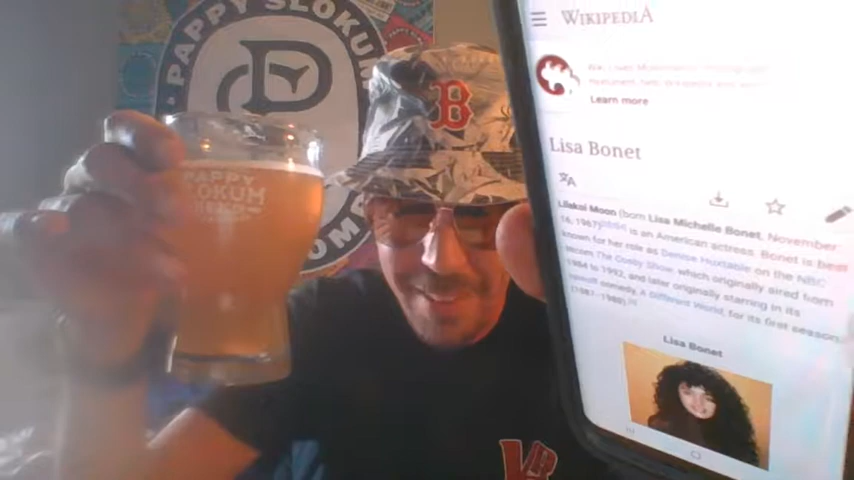 PAPPY SLOKUM
B
PAPPY
SLOKUM
WIKIPEDIA
Learn more
Lisa Bonet
Lilakoi Moon (born Lisa Michelle Bonet, November
16, 1967) is an American actress. Bonet is best
known for her role as Denise Huxtable on the NBC
sitcom The Cosby Show, which originally aired from
1984 to 1992, and later originally starring in its
spinoff comedy, A Different World, for its first season
(1987–1988).
Lisa Bonet